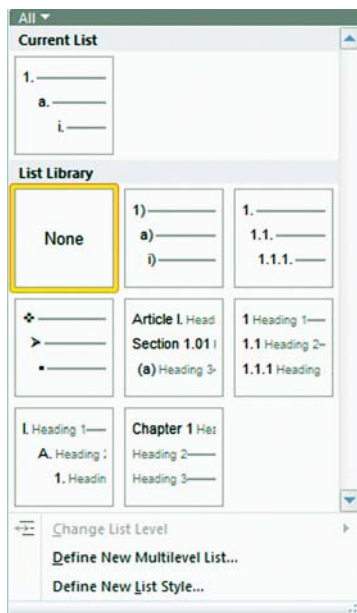 All
Current List
1.
a.
i.
List Library
None
1)
a)
i)
1.
1.1.
1.1.1.
Article I. Head
Section 1.01
(a) Heading 3
1 Heading 1
1.1 Heading 2
1.1.1 Heading
I. Heading 1
A. Heading 2
1. Headin
Chapter 1 Hea
Heading 2
Heading 3
Change List Level
Define New Multilevel List...
Define New List Style...